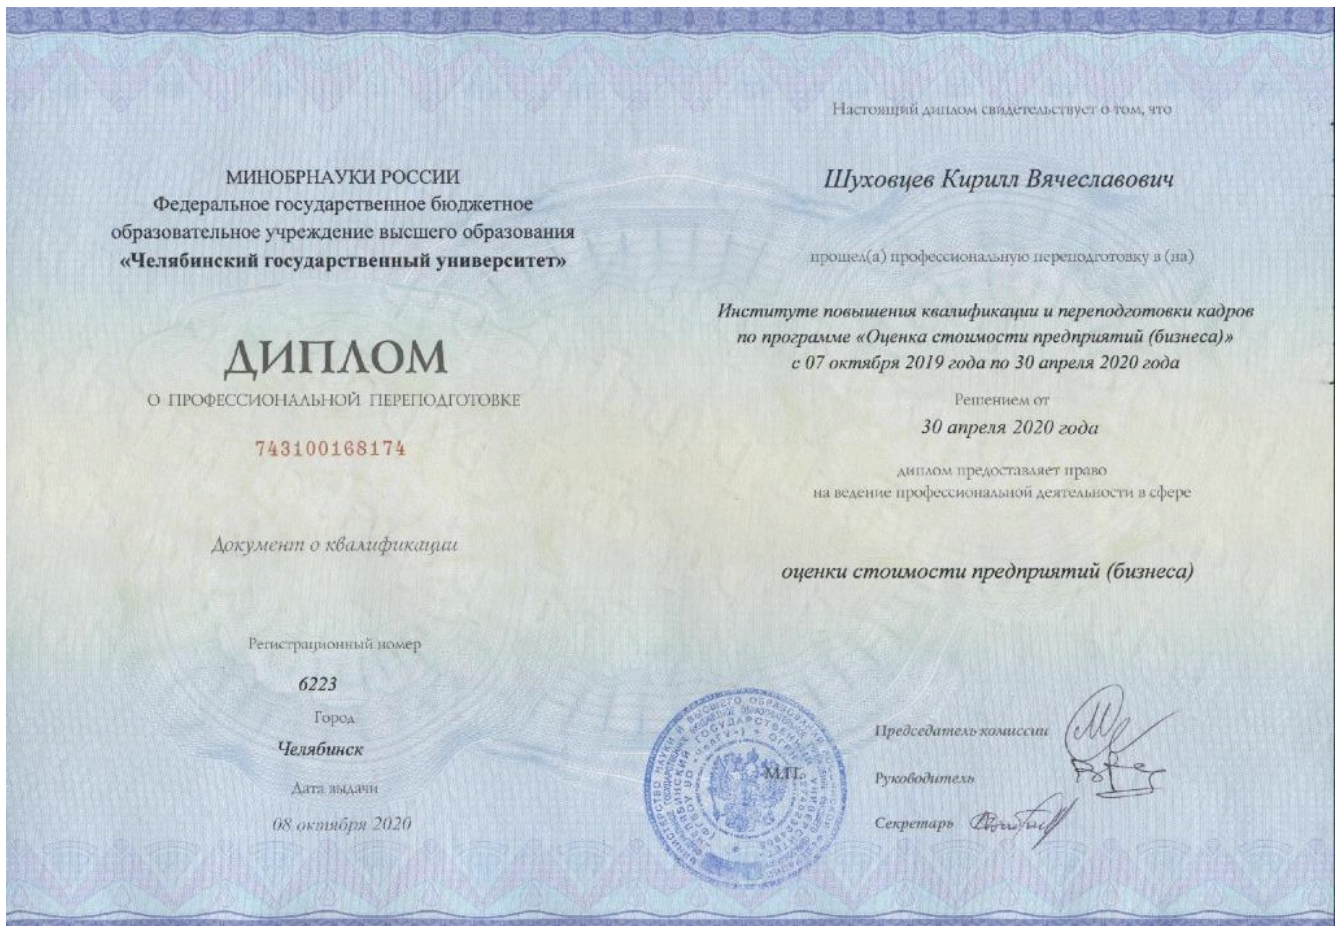 МИНОБРНАУКИ РОССИИ
Федеральное государственное бюджетное
образовательное учреждение высшего образования
«Челябинский государственный университет»
ДИПЛОМ
О ПРОФЕССИОНАЛЬНОЙ ПЕРЕПОДГОТОВКЕ
743100168174
Документ о квалификации
Регистрационный номер
6223
Город
Челябинск
Дата выдачи
08 октября 2020
Настоящий диплом свидетельствует о том, что
Шуховцев Кирилл Вячеславович
прошел(а) профессиональную переподготовку в (на)
Институте повышения квалификации и переподготовки кадров
по программе «Оценка стоимости предприятий (бизнеса)»
с 07 октября 2019 года по 30 апреля 2020 года
Решением от
30 апреля 2020 года
диплом предоставляет право
на ведение профессиональной деятельности в сфере
оценки стоимости предприятий (бизнеса)
Председатель комиссии
М.П.
Руководитель
Секретарь